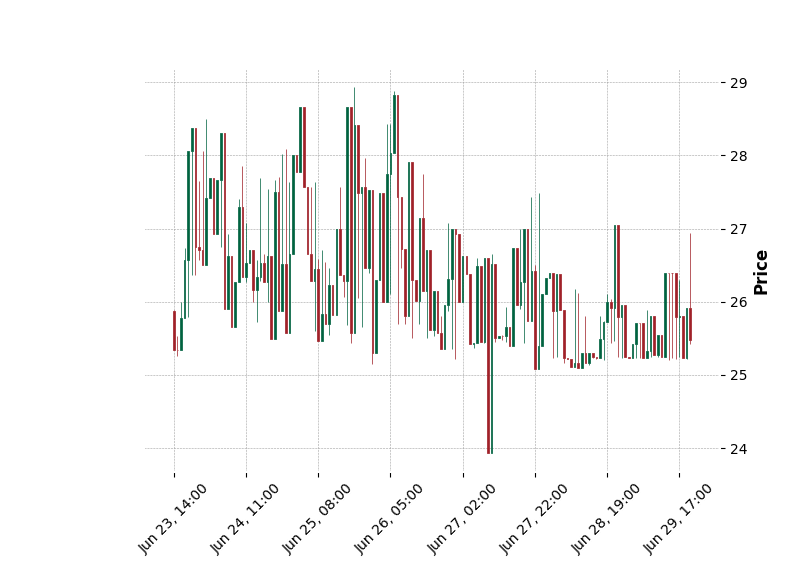 29
28
27
26
25
24
Price
Jun 23, 14:00
Jun 24, 11:00
Jun 25, 08:00
Jun 26, 05:00
Jun 27, 02:00
Jun 27, 22:00
Jun 28, 19:00
Jun 29, 17:00